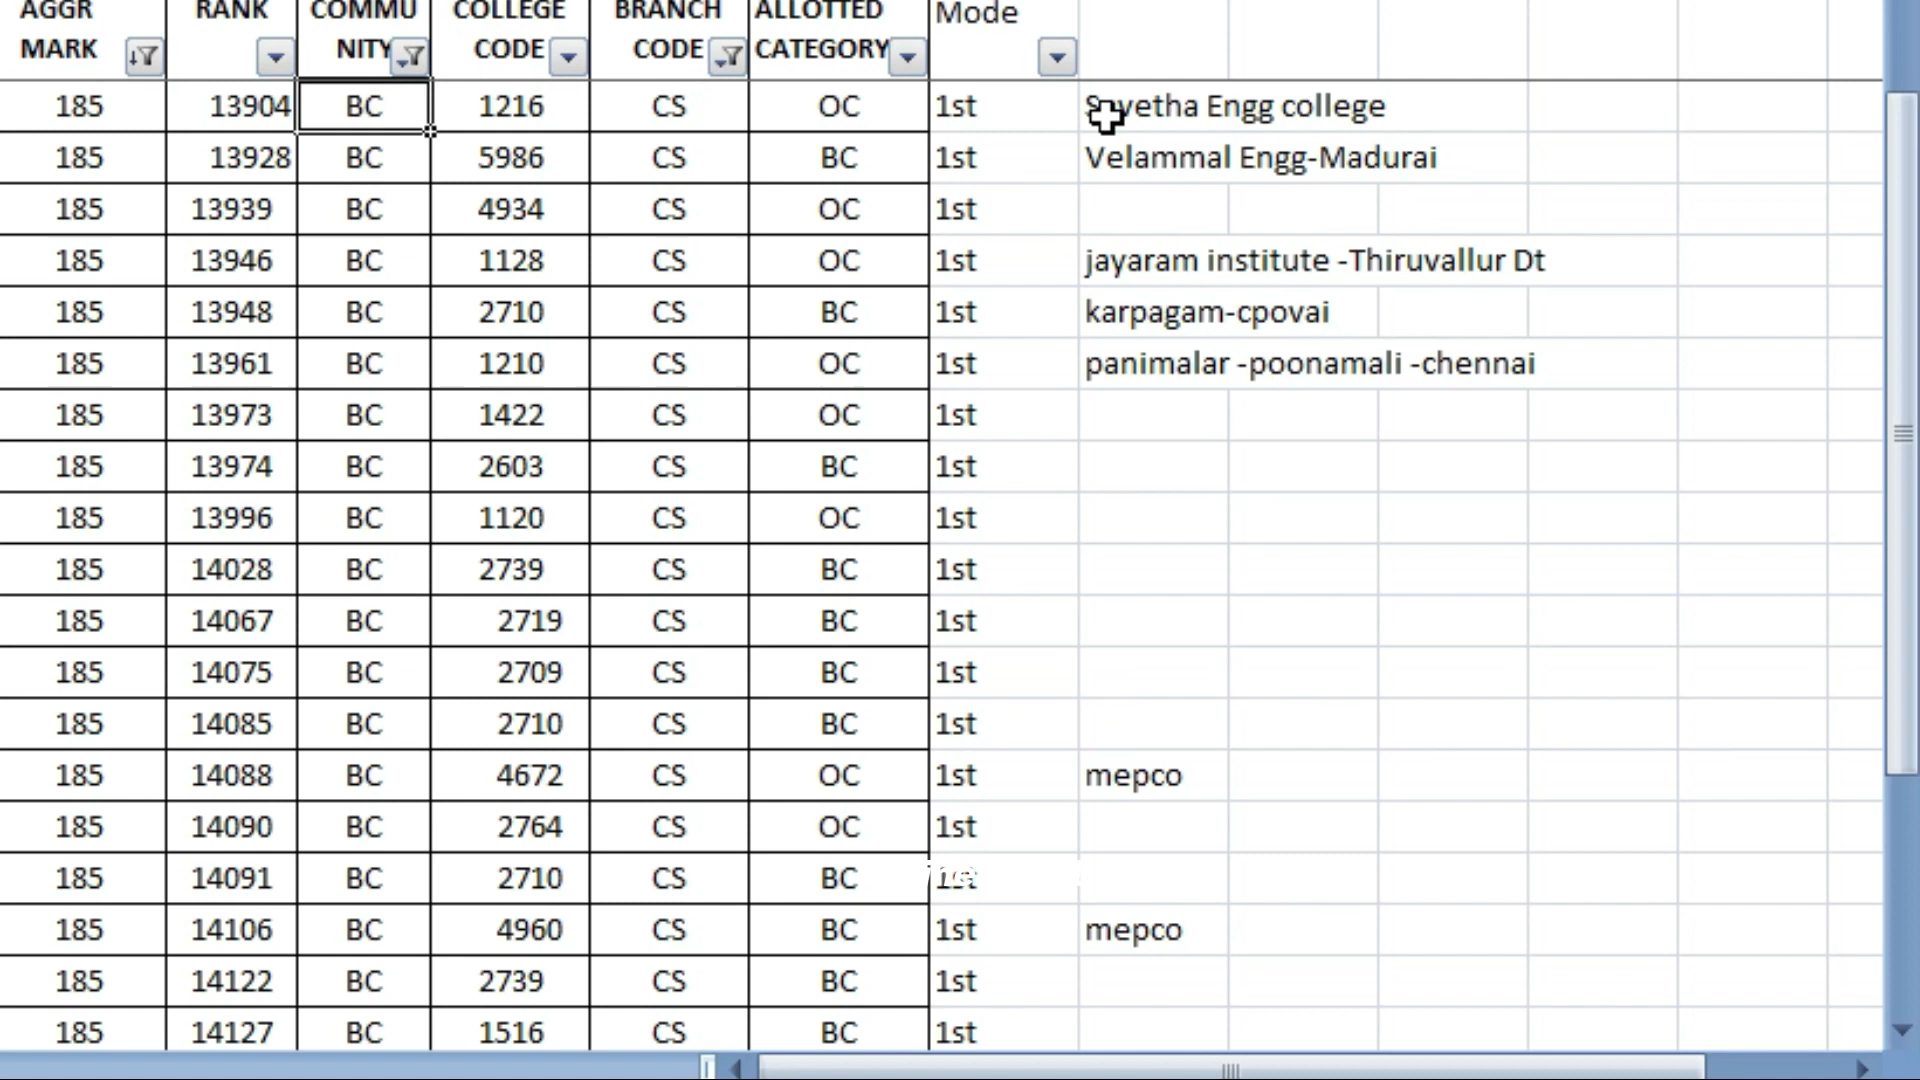 AGGR MARK RANK COMMU NITY COLLEGE CODE BRANCH CODE ALLOTTED CATEGORY Mode
185 13904 BC 1216 CS OC 1st Engg college
185 13928 BC 5986 CS BC 1st Velammal Engg-Madurai
185 13939 BC 4934 CS OC 1st
185 13946 BC 1128 CS OC 1st jayaram institute -Thiruvallur Dt
185 13948 BC 2710 CS BC 1st karpagam-cpovai
185 13961 BC 1210 CS OC 1st panimalar -poonamali -chennai
185 13973 BC 1422 CS OC 1st
185 13974 BC 2603 CS BC 1st
185 13996 BC 1120 CS OC 1st
185 14028 BC 2739 CS BC 1st
185 14067 BC 2719 CS BC 1st
185 14075 BC 2709 CS BC 1st
185 14085 BC 2710 CS BC 1st
185 14088 BC 4672 CS OC 1st mepco
185 14090 BC 2764 CS OC 1st
185 14091 BC 2710 CS BC 1st
185 14106 BC 4960 CS BC 1st mepco
185 14122 BC 2739 CS BC 1st
185 14127 BC 1516 CS BC 1st